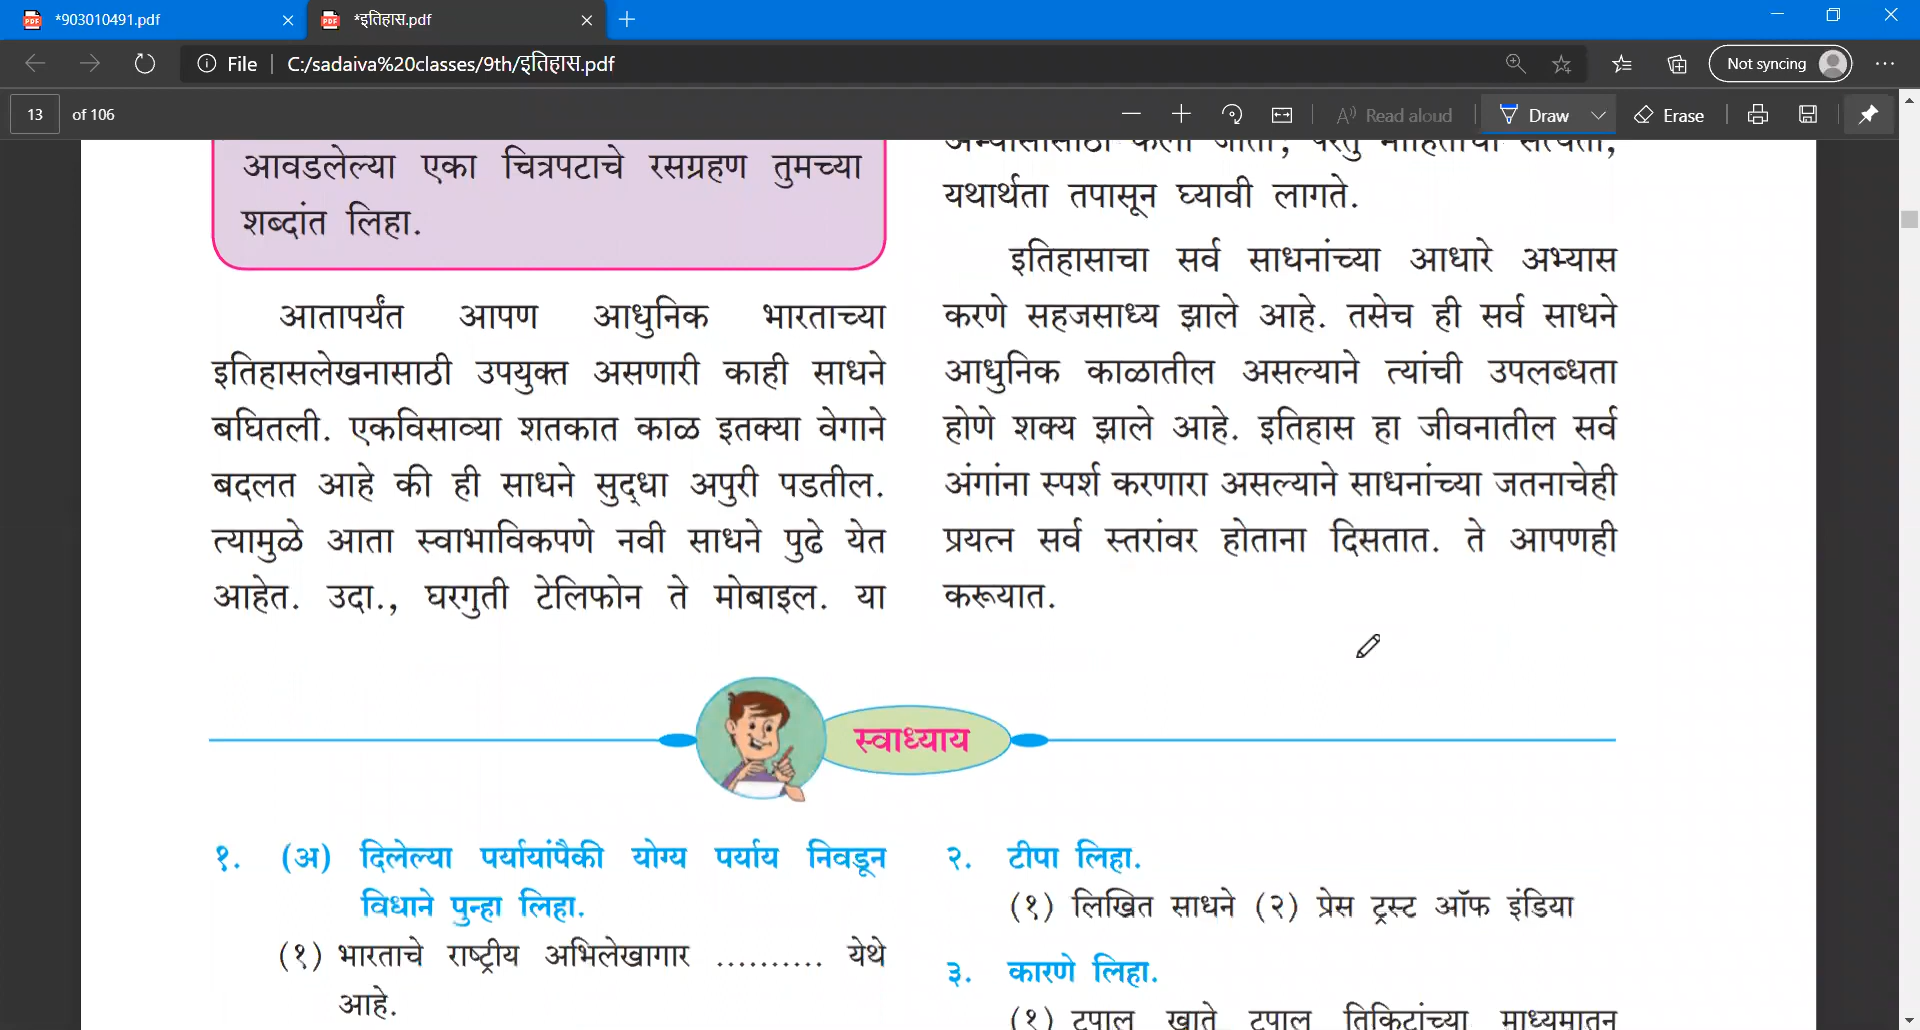 *903010491.pdf
*इतिहास.pdf
File
C:/sadaiva%20classes/9th/इतिहास.pdf
Not syncing
13 of 106
Read aloud
Draw
Erase
आवडलेल्या एका चित्रपटाचे रसग्रहण तुमच्या
शब्दांत लिहा.
आतापर्यंत आपण आधुनिक भारताच्या
इतिहासलेखनासाठी उपयुक्त असणारी काही साधने
बघितली. एकविसाव्या शतकात काळ इतक्या वेगाने
बदलत आहे की ही साधने सुद्धा अपुरी पडतील.
त्यामुळे आता स्वाभाविकपणे नवी साधने पुढे येत
आहेत. उदा., घरगुती टेलिफोन ते मोबाइल. या
यथार्थता तपासून घ्यावी लागते.
इतिहासाचा सर्व साधनांच्या आधारे अभ्यास
करणे सहजसाध्य झाले आहे. तसेच ही सर्व साधने
आधुनिक काळातील असल्याने त्यांची उपलब्धता
होणे शक्य झाले आहे. इतिहास हा जीवनातील सर्व
अंगांना स्पर्श करणारा असल्याने साधनांच्या जतनाचेही
प्रयत्न सर्व स्तरांवर होताना दिसतात. ते आपणही
करूयात.
स्वाध्याय
१. (अ) दिलेल्या पर्यायांपैकी योग्य पर्याय निवडून
विधाने पुन्हा लिहा.
(१) भारताचे राष्ट्रीय अभिलेखागार .......... येथे
आहे.
२. टीपा लिहा.
(१) लिखित साधने (२) प्रेस ट्रस्ट ऑफ इंडिया
३. कारणे लिहा.
(१) टपाल खाते टपाल तिकिटांच्या माध्यमातून